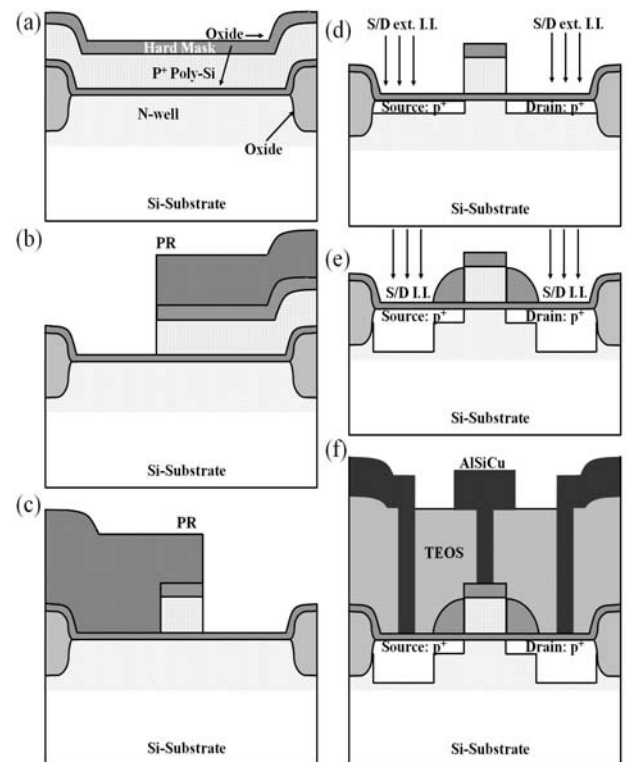 (a)
Oxide
Hard Mask
P+ Poly-Si
N-well
Oxide
Si-Substrate
(b)
PR
Si-Substrate
(c)
PR
Si-Substrate
(d)
S/D ext. I.I. S/D ext. I.I.
Source: p+ Drain: p+
Si-Substrate
(e)
S/D I.I. S/D I.I.
Source: p+ Drain: p+
Si-Substrate
(f)
AlSiCu
TEOS
Source: p+ Drain: p+
Si-Substrate